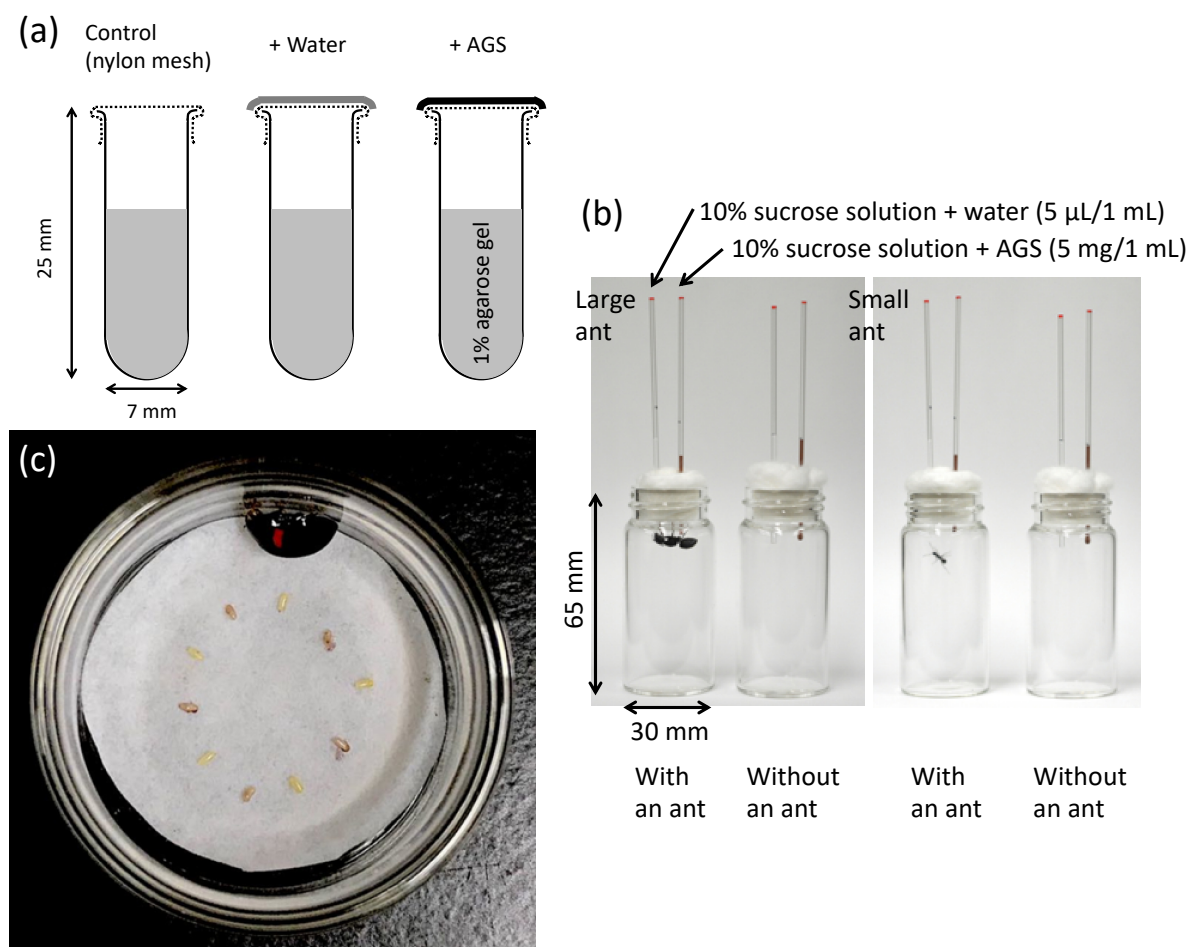 (a)
Control
(nylon mesh)
+ Water
+ AGS
25 mm
1% agarose gel
7 mm
(b)
10% sucrose solution + water (5 μL/1 mL)
10% sucrose solution + AGS (5 mg/1 mL)
Large
ant
Small
ant
65 mm
30 mm
With
an ant
Without
an ant
With
an ant
Without
an ant
(c)